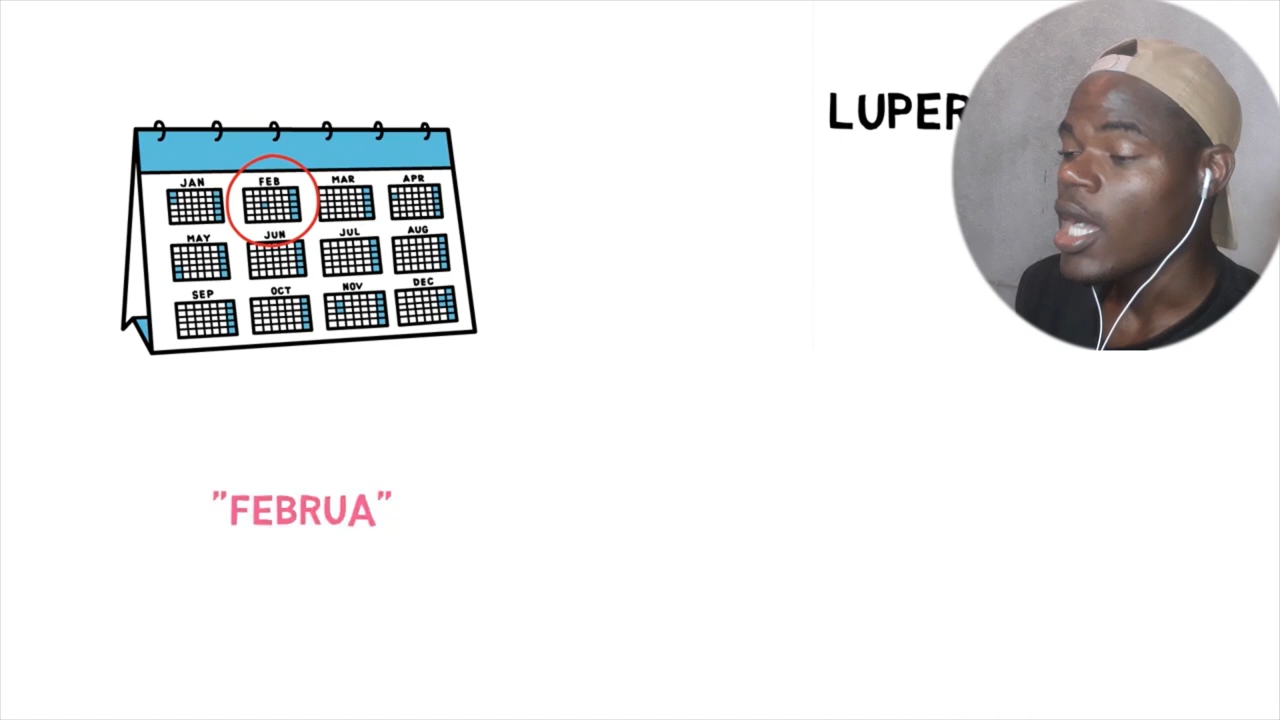 LUPER
JAN FEB MAR APR
MAY JUN JUL AUG
SEP OCT NOV DEC
"FEBRUA"